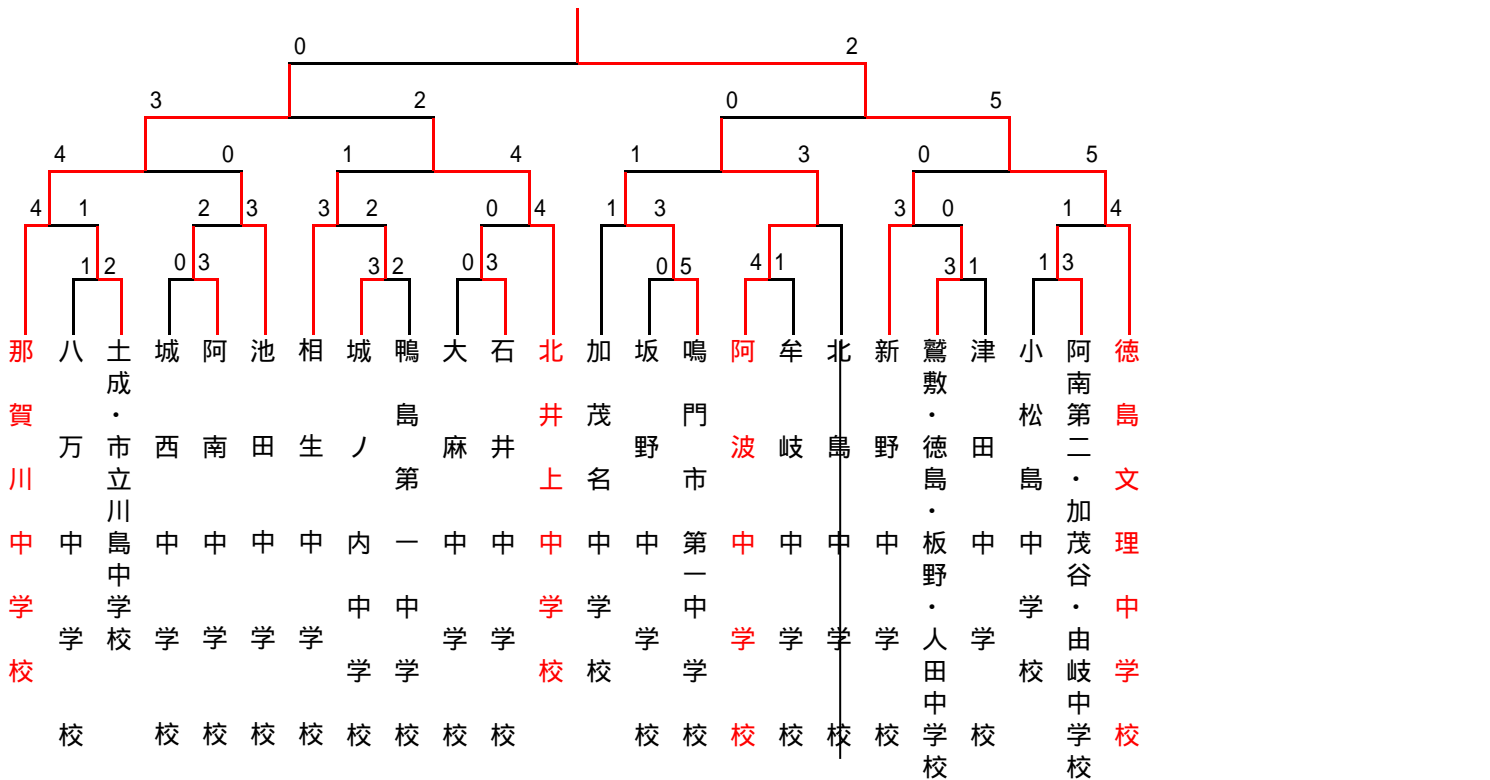 0 2
3 2 0 5
4 0 1 4 1 3 0 5
4 1 2 3 3 2 0 4 1 3 3 0 1 4
1 2 0 3 3 2 0 3 0 5 4 1 3 1 1 3
那賀川中学校
八万中学校
土成・市立川島中学校
城西中学校
阿南中学校
池田中学校
相生中学校
城ノ内中学校
鴨島第一中学校
大麻中学校
石井中学校
北井上中学校
加茂名中学校
坂野中学校
鳴門市第一中学校
阿波中学校
牟岐中学校
北島中学校
新野中学校
鷲敷・徳島・板野・人田中学校
津田中学校
小松島中学校
阿南第二・加茂谷・由岐中学校
徳島文理中学校